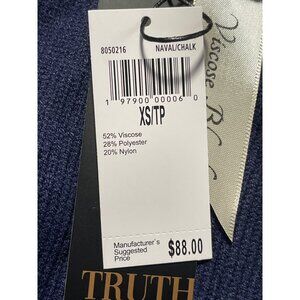 8050216 NAVAL/CHALK
1 97900 00006 0
XS/TP
52% Viscose
28% Polyester
20% Nylon
Manufacturer's
Suggested
Price
$88.00
TRUTH
Viscose